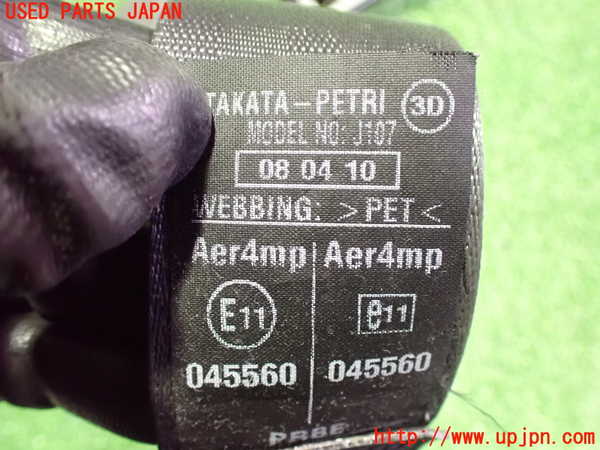 USED PARTS JAPAN
TAKATA-PETRI 3D
MODEL NO: J107
08 04 10
WEBBING. >PET<
Aer4mp Aer4mp
E11 e11
045560 045560
http://www.upjpn.com